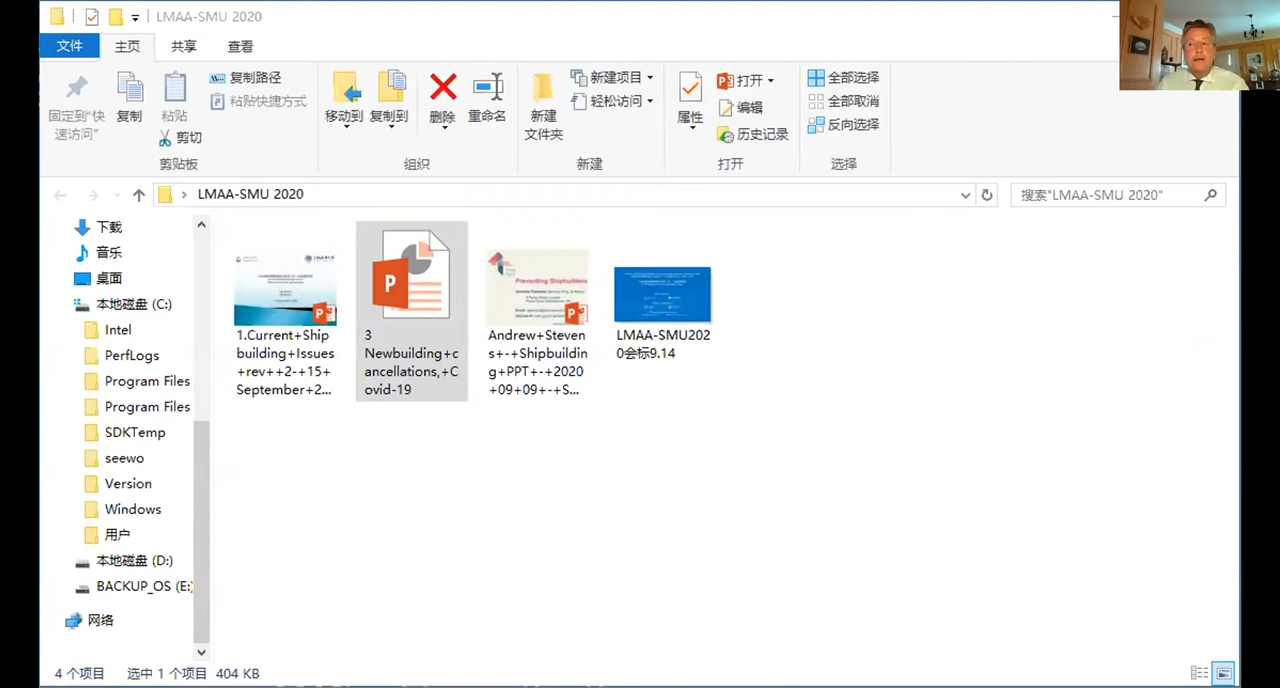 LMAA-SMU 2020
文件 主页 共享 查看
固定到“快速访问”
复制
粘贴
复制路径
粘贴快捷方式
剪切
剪贴板
移动到
复制到
删除
重命名
组织
新建文件夹
新建项目
轻松访问
新建
属性
打开
编辑
历史记录
打开
全部选择
全部取消
反向选择
选择
LMAA-SMU 2020
搜索"LMAA-SMU 2020"
下载
音乐
桌面
本地磁盘 (C:)
Intel
PerfLogs
Program Files
Program Files
SDKTemp
seewo
Version
Windows
用户
本地磁盘 (D:)
BACKUP_OS (E:)
网络
1.Current+Ship
building+Issues
+rev++2-+15+
September+2...
3
Newbuilding+c
ancellations,+C
ovid-19
Preventing Shipbuilders
Andrew+Steven
s+-+Shipbuildin
g+PPT+-+2020
+09+09+-+S...
LMAA-SMU202
0会标9.14
4 个项目 选中 1 个项目 404 KB